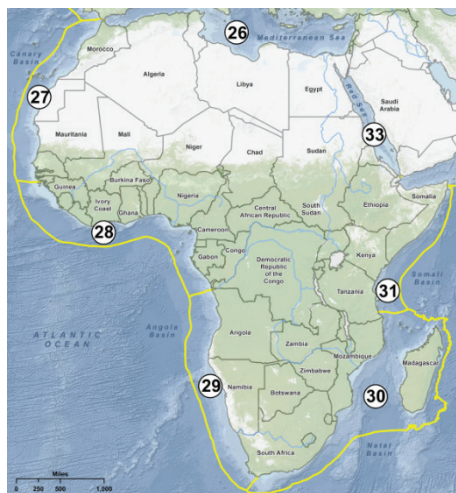 26
Mediterranean Sea
Canary
Basin
Morocco
27
Algeria
Libya
Egypt
Red Sea
Saudi
Arabia
33
Mauritania
Mali
Niger
Chad
Sudan
Guinea
Burkina Faso
Ivory
Coast
Ghana
Nigeria
28
Central
African Republic
South
Sudan
Ethiopia
Somalia
Cameroon
Gabon
Congo
Democratic
Republic
of the
Congo
Kenya
Somali
Basin
31
Tanzania
ATLANTIC
OCEAN
Angola
Basin
Angola
Zambia
Mozambique
Madagascar
Zimbabwe
29
Namibia
Botswana
30
South Africa
Natal
Basin
Miles
0 250 500 1,000